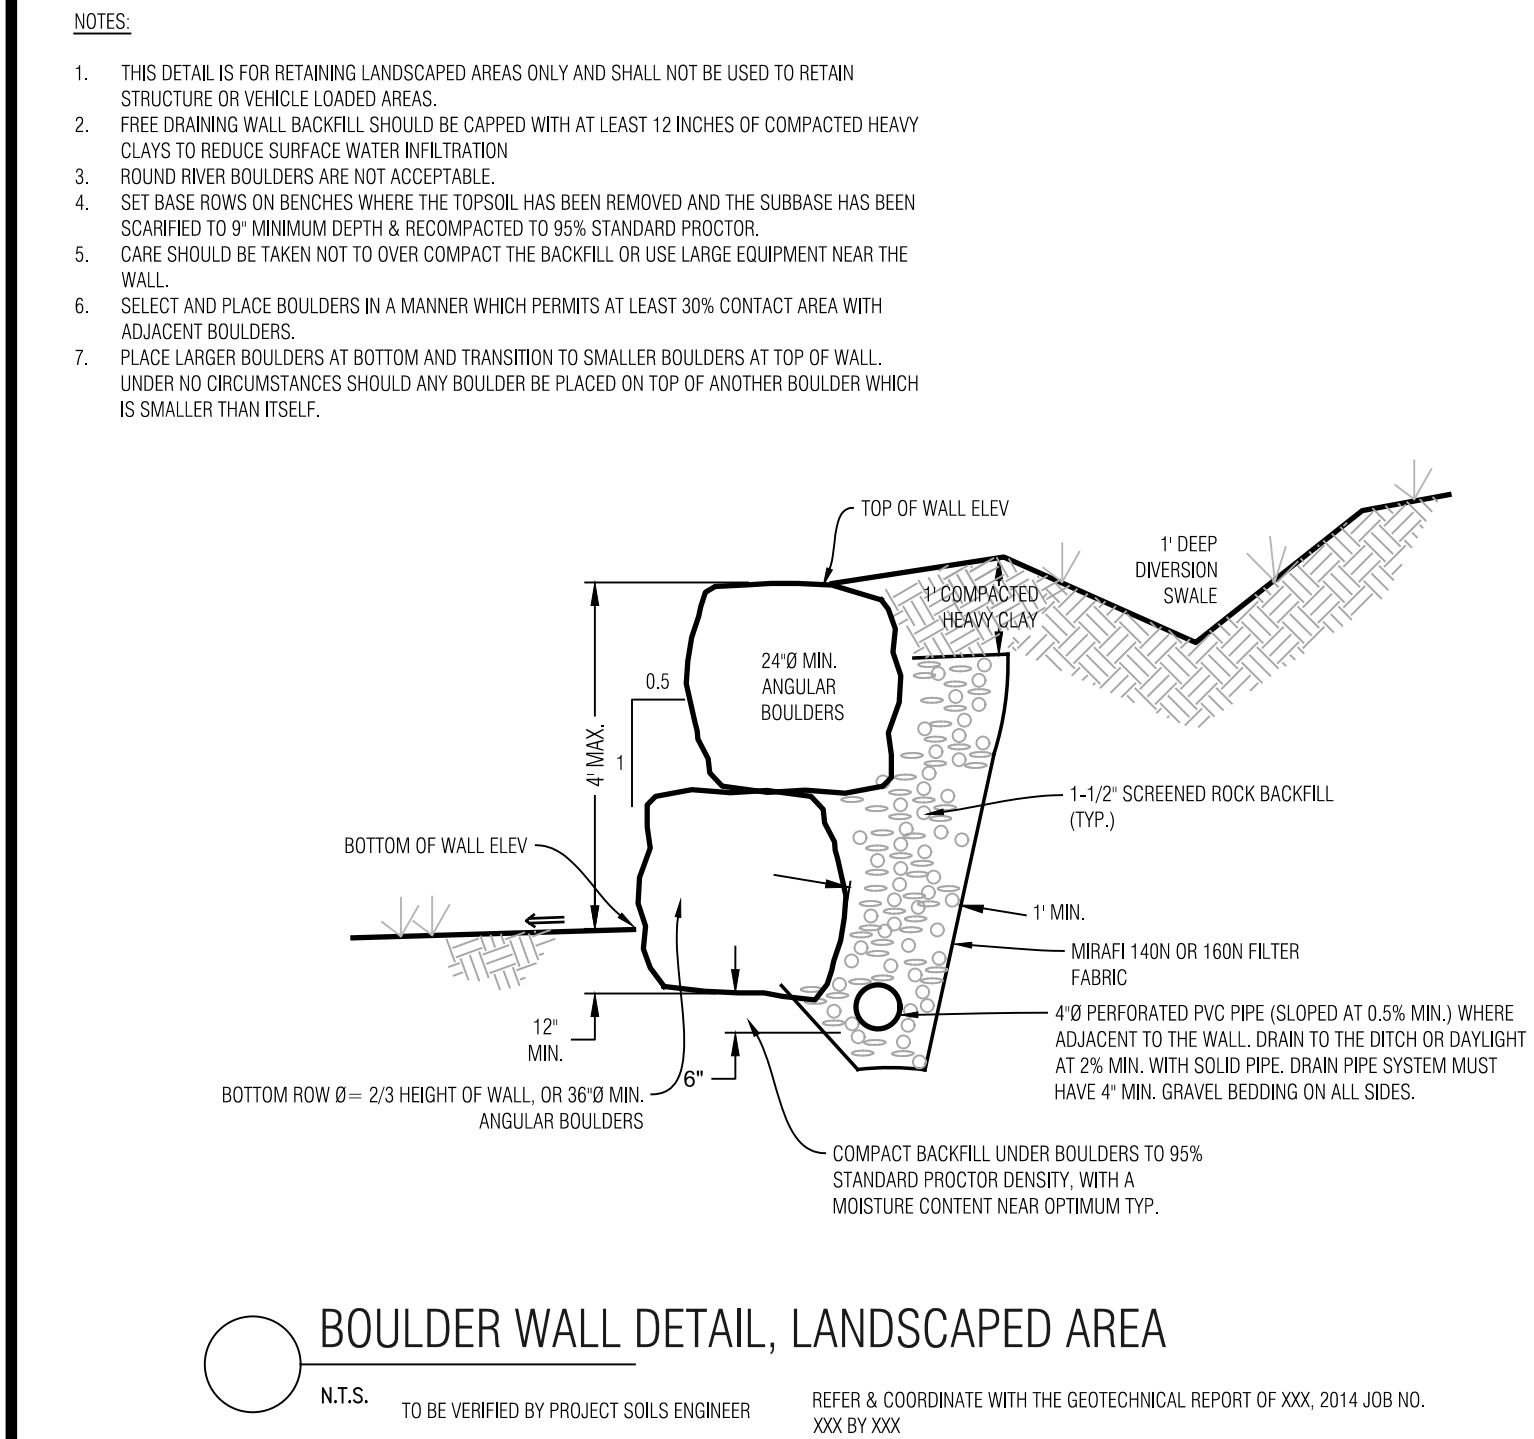 NOTES:
1. THIS DETAIL IS FOR RETAINING LANDSCAPED AREAS ONLY AND SHALL NOT BE USED TO RETAIN
STRUCTURE OR VEHICLE LOADED AREAS.
2. FREE DRAINING WALL BACKFILL SHOULD BE CAPPED WITH AT LEAST 12 INCHES OF COMPACTED HEAVY
CLAYS TO REDUCE SURFACE WATER INFILTRATION
3. ROUND RIVER BOULDERS ARE NOT ACCEPTABLE.
4. SET BASE ROWS ON BENCHES WHERE THE TOPSOIL HAS BEEN REMOVED AND THE SUBBASE HAS BEEN
SCARIFIED TO 9" MINIMUM DEPTH & RECOMPACTED TO 95% STANDARD PROCTOR.
5. CARE SHOULD BE TAKEN NOT TO OVER COMPACT THE BACKFILL OR USE LARGE EQUIPMENT NEAR THE
WALL.
6. SELECT AND PLACE BOULDERS IN A MANNER WHICH PERMITS AT LEAST 30% CONTACT AREA WITH
ADJACENT BOULDERS.
7. PLACE LARGER BOULDERS AT BOTTOM AND TRANSITION TO SMALLER BOULDERS AT TOP OF WALL.
UNDER NO CIRCUMSTANCES SHOULD ANY BOULDER BE PLACED ON TOP OF ANOTHER BOULDER WHICH
IS SMALLER THAN ITSELF.
TOP OF WALL ELEV
1' DEEP
DIVERSION
SWALE
1' COMPACTED
HEAVY CLAY
24"Ø MIN.
ANGULAR
BOULDERS
0.5
1
4' MAX.
1-1/2" SCREENED ROCK BACKFILL
(TYP.)
BOTTOM OF WALL ELEV
1' MIN.
MIRAFI 140N OR 160N FILTER
FABRIC
4"Ø PERFORATED PVC PIPE (SLOPED AT 0.5% MIN.) WHERE
ADJACENT TO THE WALL. DRAIN TO THE DITCH OR DAYLIGHT
AT 2% MIN. WITH SOLID PIPE. DRAIN PIPE SYSTEM MUST
HAVE 4" MIN. GRAVEL BEDDING ON ALL SIDES.
12"
MIN.
6"
BOTTOM ROW Ø= 2/3 HEIGHT OF WALL, OR 36"Ø MIN.
ANGULAR BOULDERS
COMPACT BACKFILL UNDER BOULDERS TO 95%
STANDARD PROCTOR DENSITY, WITH A
MOISTURE CONTENT NEAR OPTIMUM TYP.
BOULDER WALL DETAIL, LANDSCAPED AREA
N.T.S.
TO BE VERIFIED BY PROJECT SOILS ENGINEER
REFER & COORDINATE WITH THE GEOTECHNICAL REPORT OF XXX, 2014 JOB NO.
XXX BY XXX